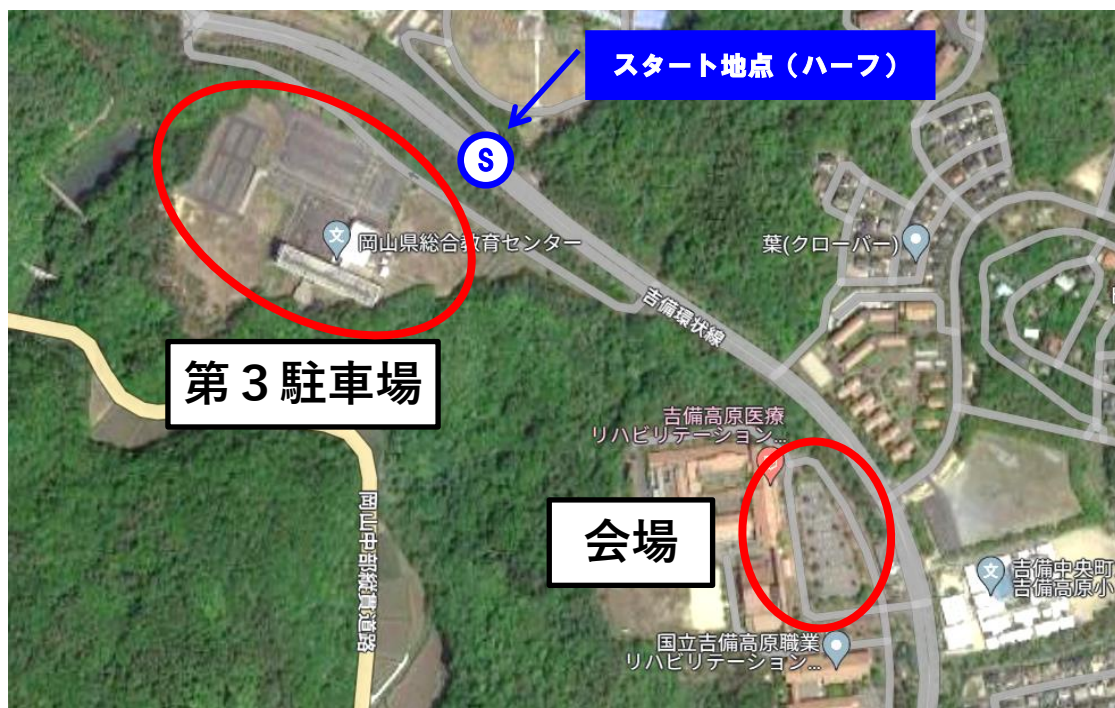 スタート地点（ハーフ）
S
岡山県総合教育センター
葉(クローバー)
吉備環状線
第３駐車場
吉備高原医療
リハビリテーション...
会場
岡山中部縦貫道路
吉備中央町
吉備高原小
国立吉備高原職業
リハビリテーション...